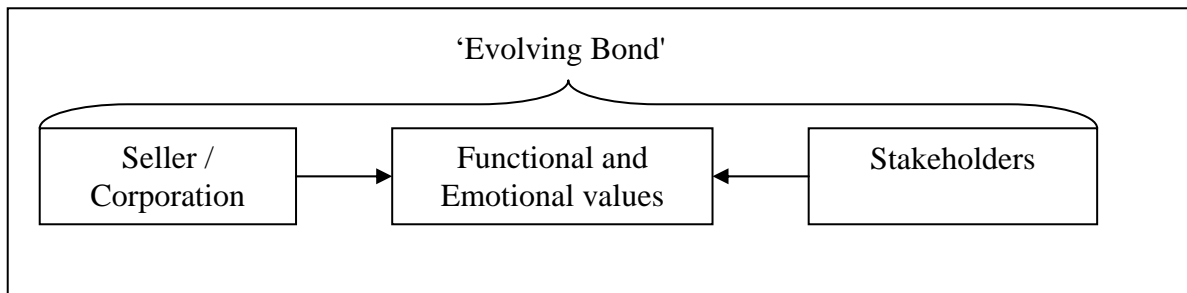 ‘Evolving Bond'
Seller /
Corporation
Functional and
Emotional values
Stakeholders